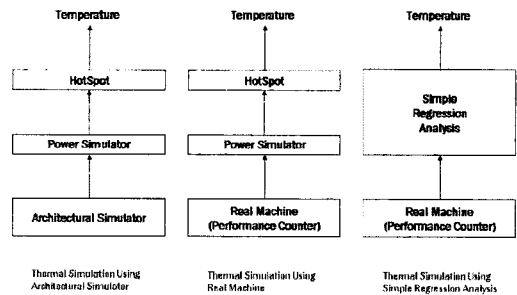 Temperature
HotSpot
Power Simulator
Architectural Simulator
Thermal Simulation Using
Architectural Simulator
Temperature
HotSpot
Power Simulator
Real Machine
(Performance Counter)
Thermal Simulation Using
Real Machine
Temperature
Simple
Regression
Analysis
Real Machine
(Performance Counter)
Thermal Simulation Using
Simple Regression Analysis